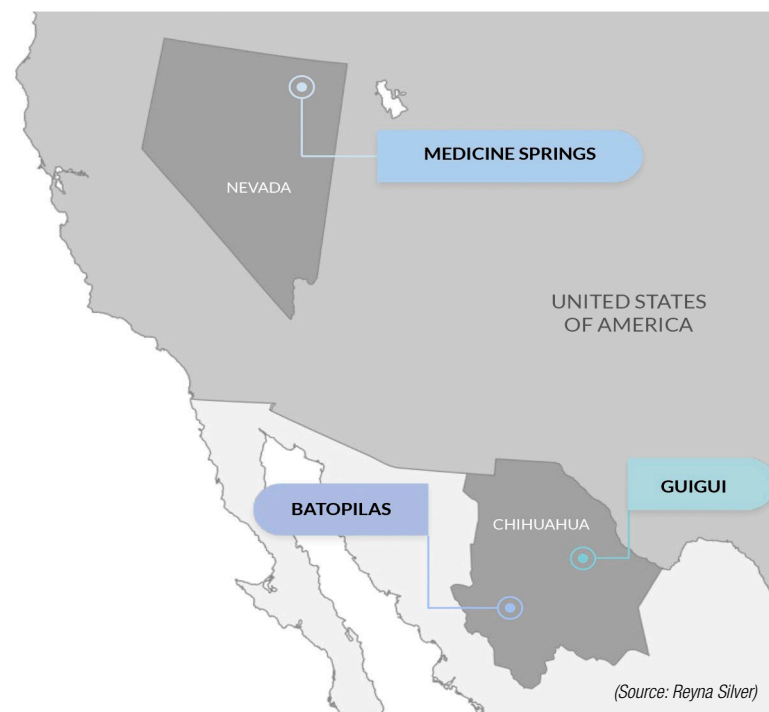 MEDICINE SPRINGS
NEVADA
UNITED STATES
OF AMERICA
GUIGUI
BATOPILAS
CHIHUAHUA
(Source: Reyna Silver)